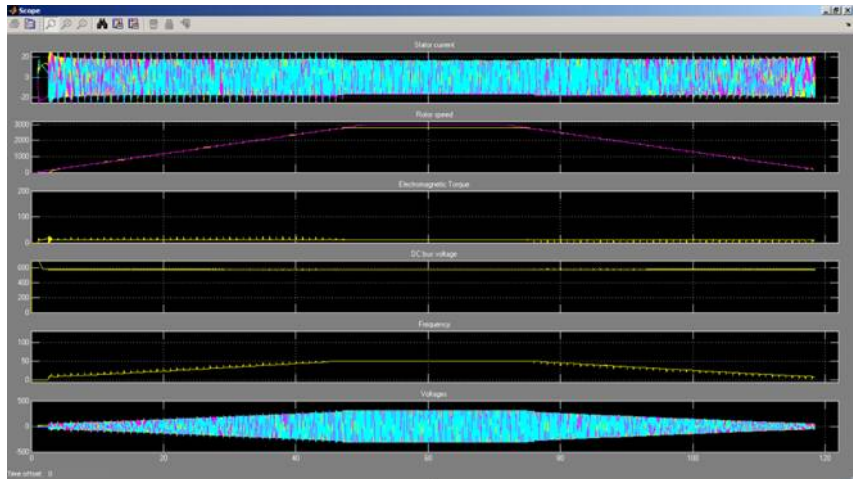 Scope
Stator current
20
0
-20
Rotor speed
3000
2000
1000
0
Electromagnetic Torque
200
100
0
DC bus voltage
600
400
200
0
Frequency
100
50
0
Voltages
500
0
-500
0 20 40 60 80 100 120
Time offset: 0